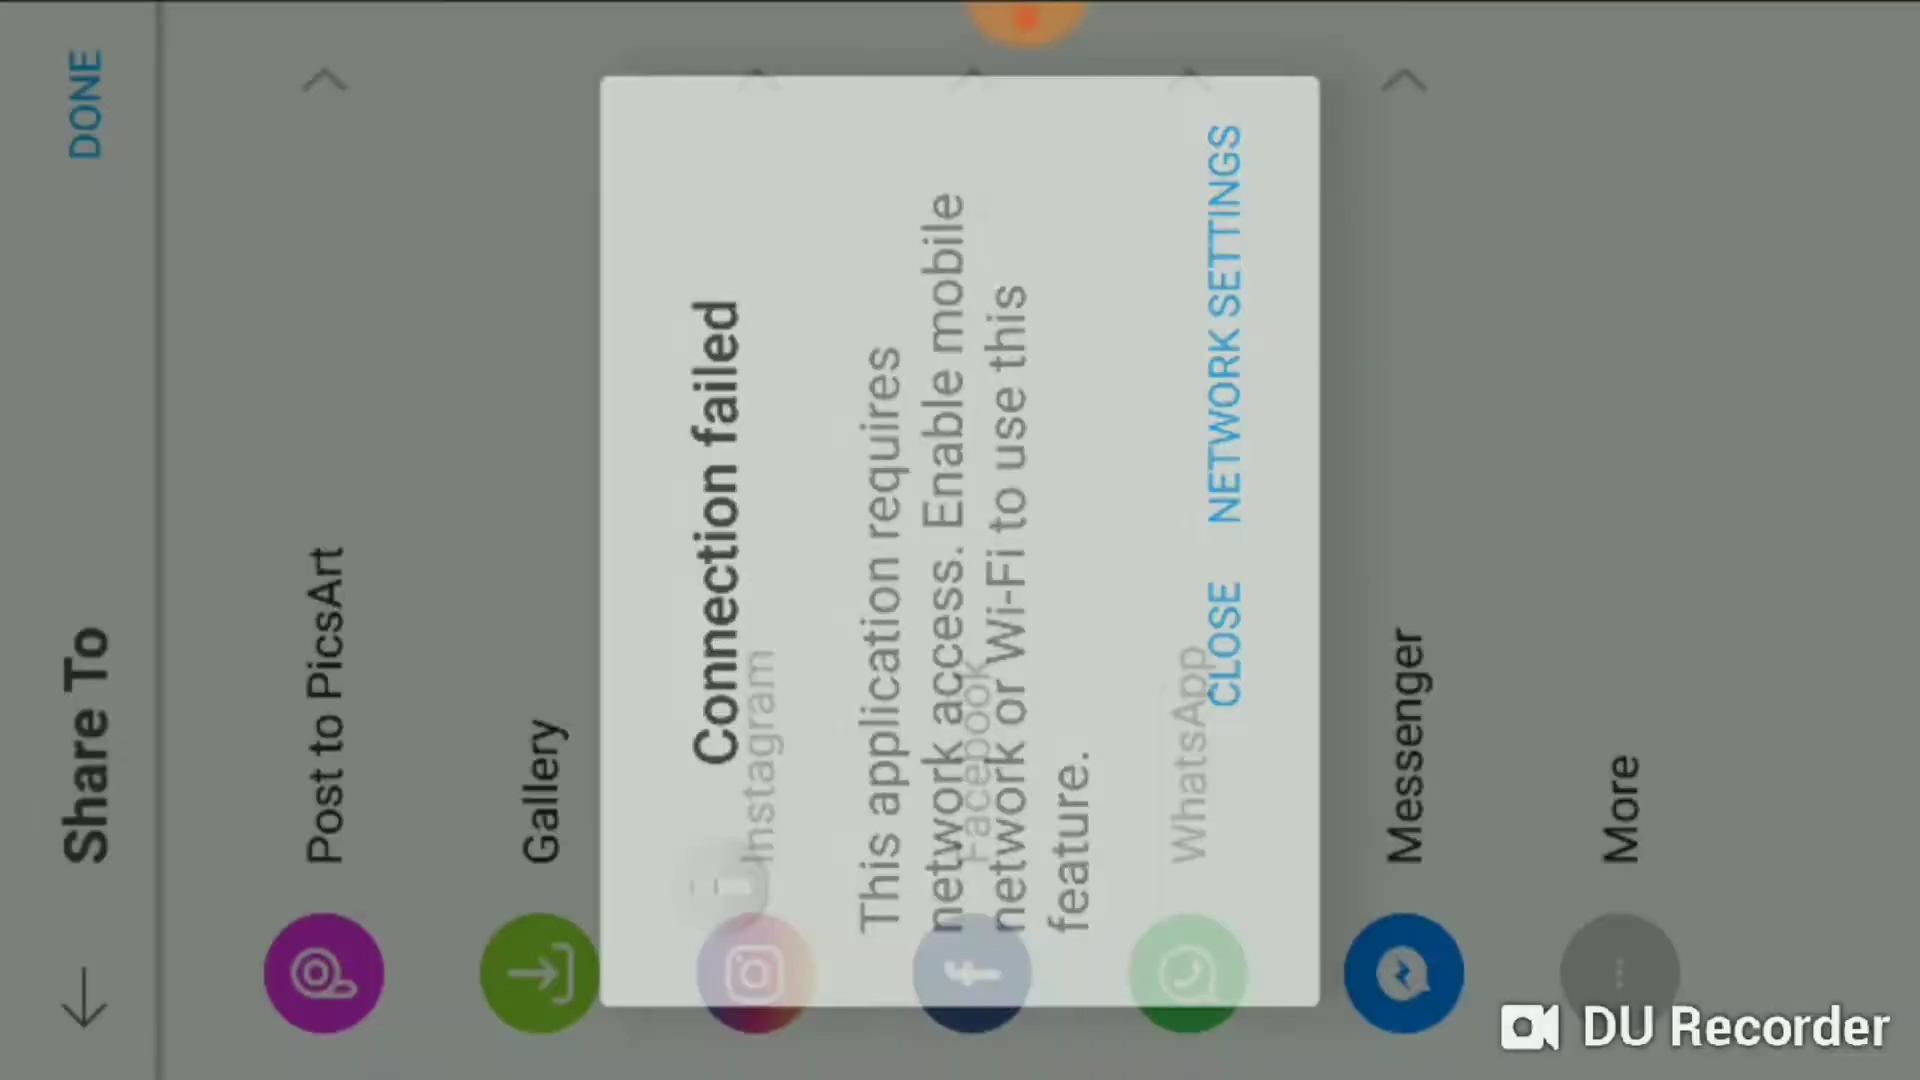 Share To
DONE
Post to PicsArt
Gallery
Connection failed
Instagram
This application requires
network access. Enable mobile
Facebook
network or Wi-Fi to use this
feature.
WhatsApp
CLOSE NETWORK SETTINGS
Messenger
More
DU Recorder